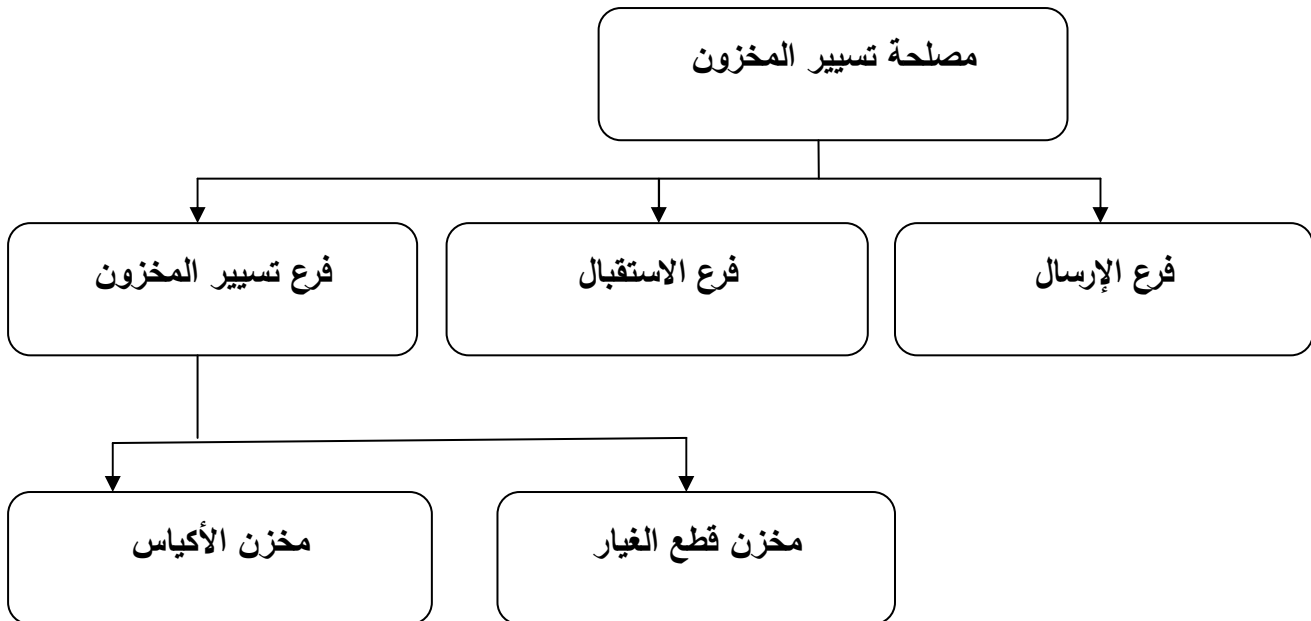 مصلحة تسيير المخزون
فرع الإرسال
فرع الاستقبال
فرع تسيير المخزون
مخزن قطع الغيار
مخزن الأكياس